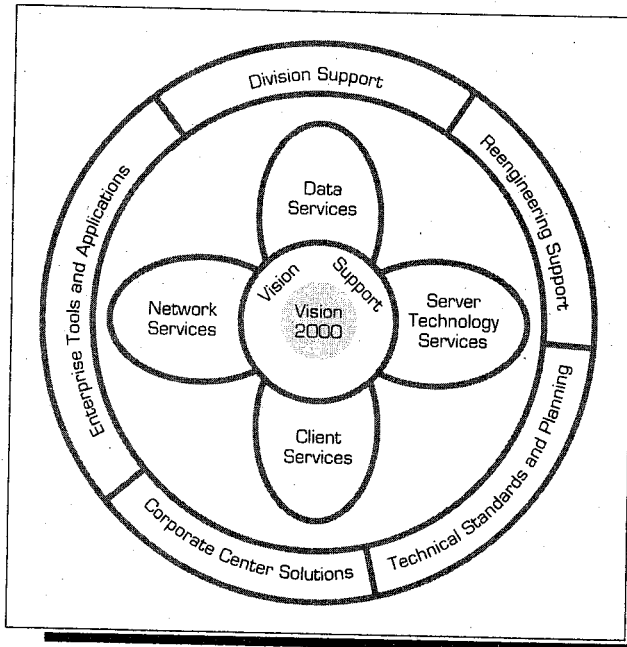 Division Support
Reengineering Support
Technical Standards and Planning
Corporate Center Solutions
Enterprise Tools and Applications
Data
Services
Server
Technology
Services
Client
Services
Network
Services
Vision Support
Vision
2000